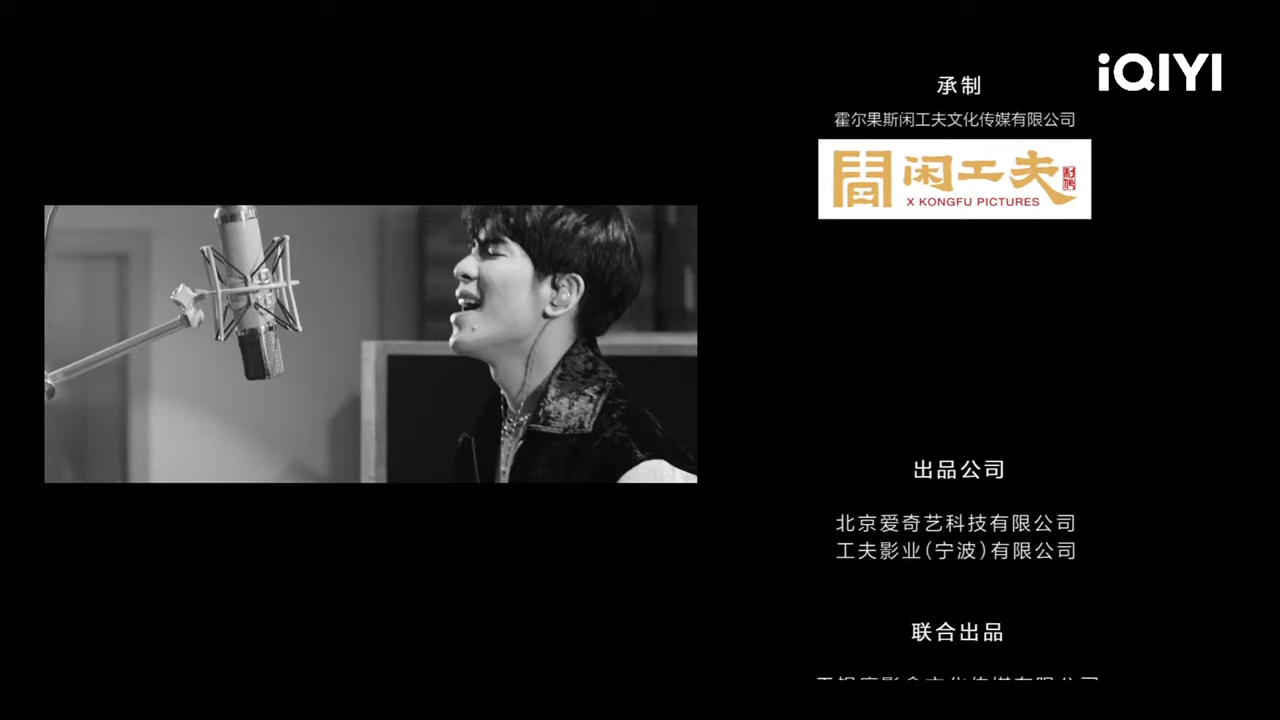 iQIYI
承制
霍尔果斯闲工夫文化传媒有限公司
闲工夫
X KONGFU PICTURES
出品公司
北京爱奇艺科技有限公司
工夫影业(宁波)有限公司
联合出品